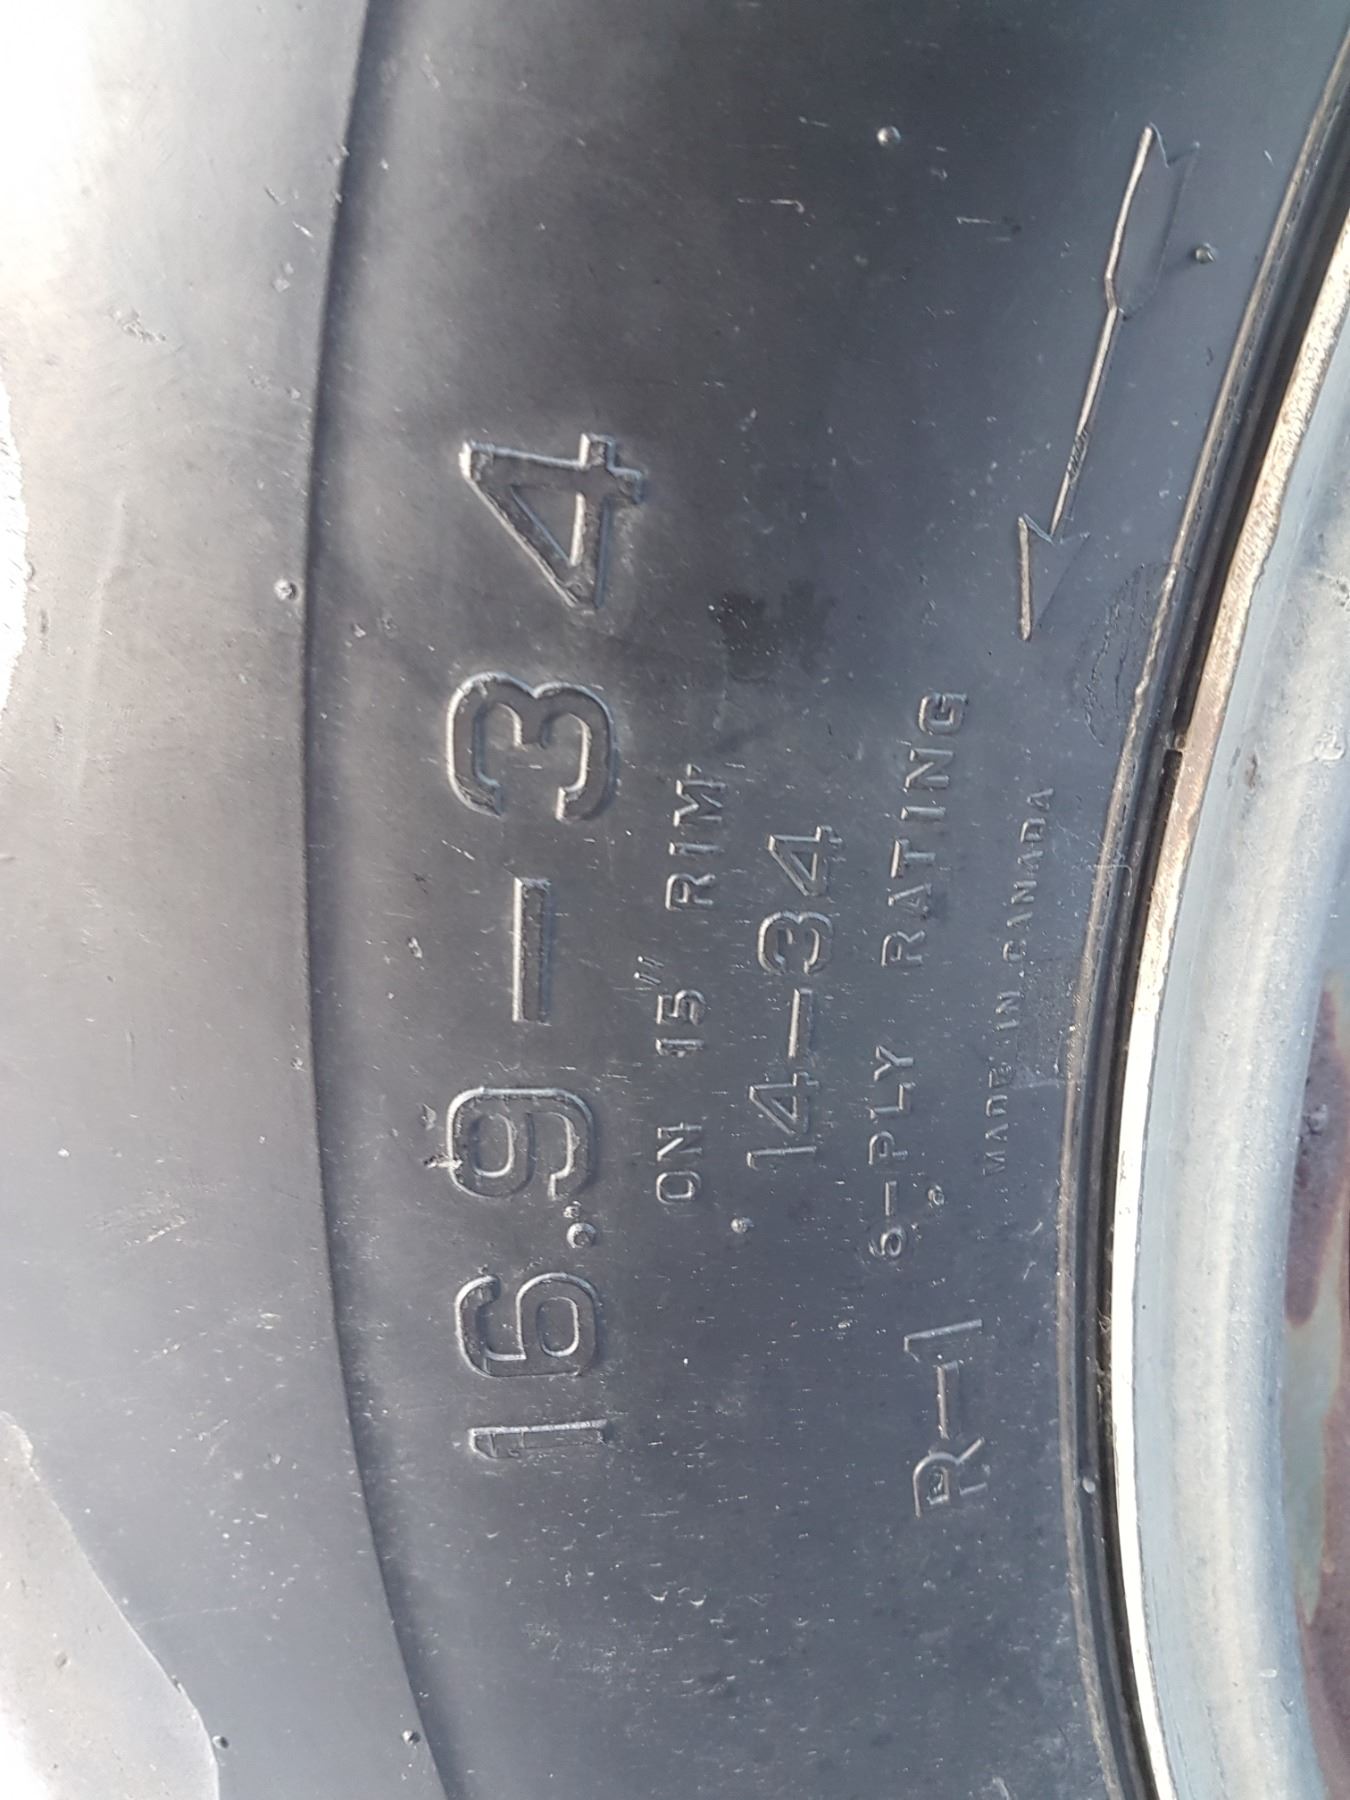 16.9-34
ON 15" RIM
14-34
6-PLY RATING
R-1
MADE IN CANADA